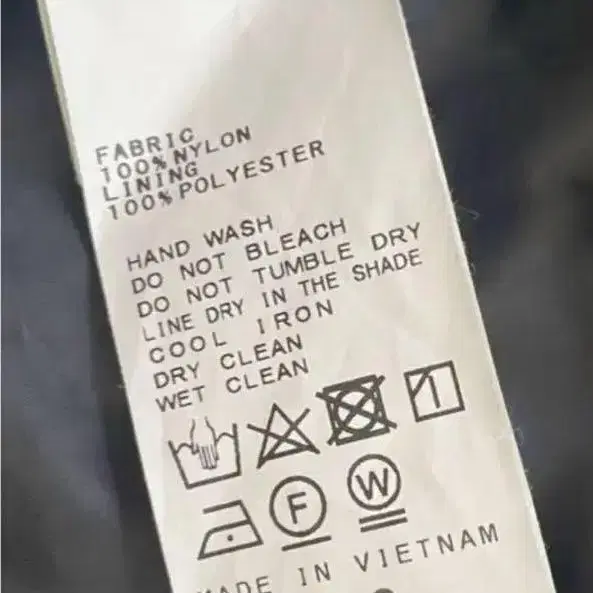 FABRIC
100% NYLON
LINING
100% POLYESTER
HAND WASH
DO NOT BLEACH
DO NOT TUMBLE DRY
LINE DRY IN THE SHADE
COOL IRON
DRY CLEAN
WET CLEAN
F W
MADE IN VIETNAM